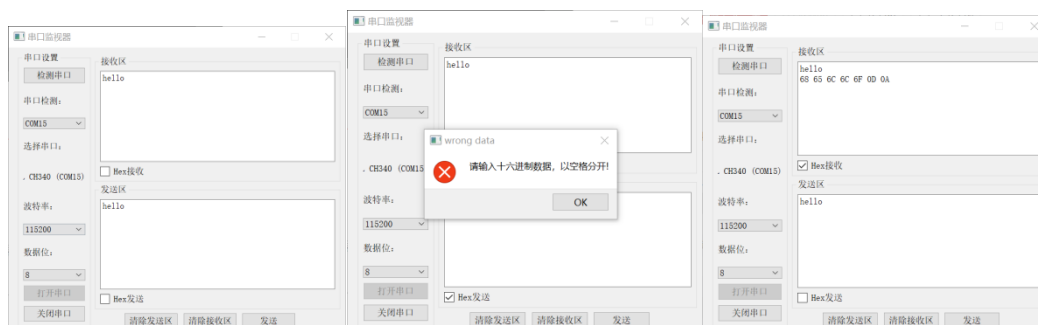 串口监视器
串口设置
检测串口
串口检测:
COM15
选择串口:
. CH340 (COM15)
波特率:
115200
数据位:
8
打开串口
关闭串口
接收区
hello
Hex接收
发送区
hello
Hex发送
清除发送区 清除接收区 发送
串口监视器
串口设置
检测串口
串口检测:
COM15
选择串口:
. CH340 (COM15
波特率:
115200
数据位:
8
打开串口
关闭串口
接收区
hello
wrong data
请输入十六进制数据, 以空格分开!
OK
Hex发送
清除发送区 清除接收区 发送
串口监视器
串口设置
检测串口
串口检测:
COM15
选择串口:
. CH340 (COM15)
波特率:
115200
数据位:
8
打开串口
关闭串口
接收区
hello
68 65 6C 6C 6F 0D 0A
Hex接收
发送区
hello
Hex发送
清除发送区 清除接收区 发送